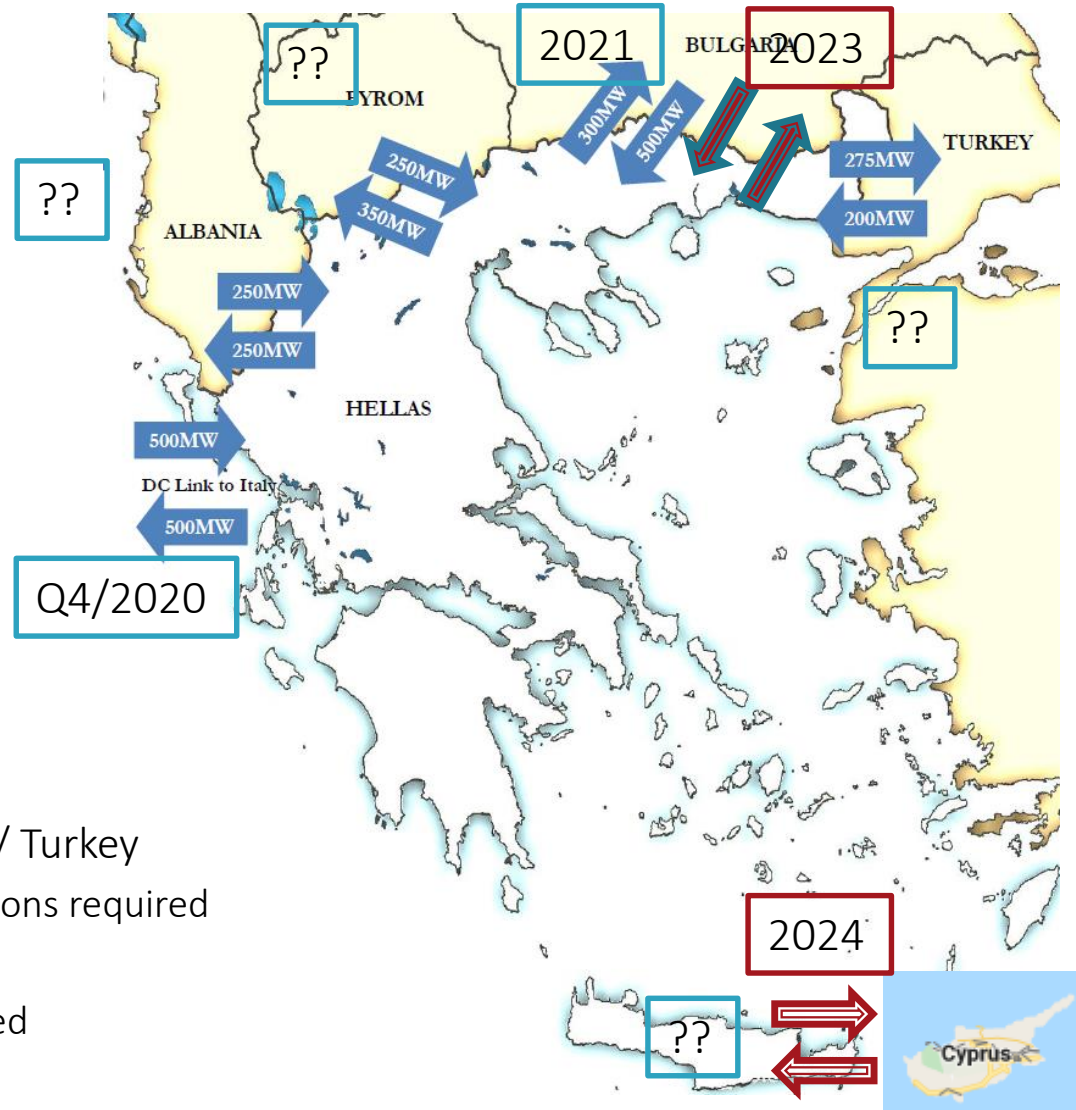 ??
2021
BULGARIA
2023
FYROM
300MW
500MW
TURKEY
275MW
250MW
??
350MW
200MW
ALBANIA
250MW
??
250MW
HELLAS
500MW
DC Link to Italy
500MW
Q4/2020
/ Turkey
ons required
2024
ed
??
Cyprus